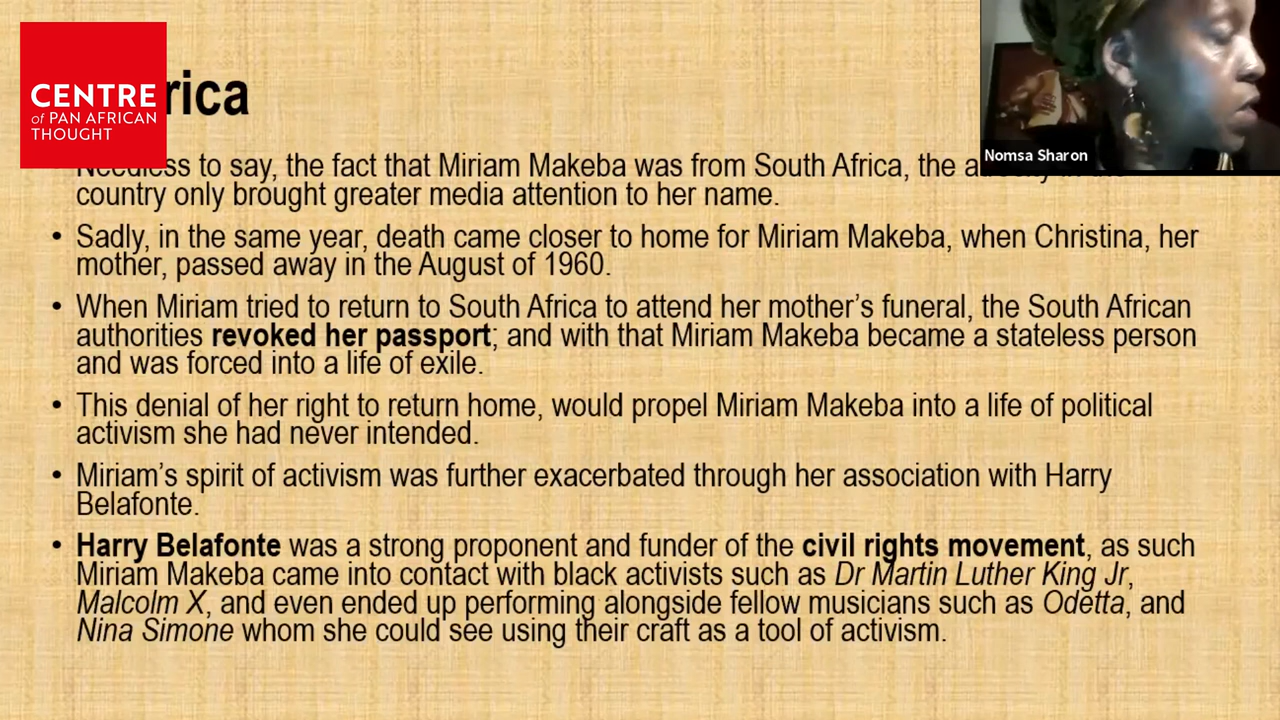 CENTRE
of PAN AFRICAN
THOUGHT
rica
Nomsa Sharon
Needless to say, the fact that Miriam Makeba was from South Africa, the
country only brought greater media attention to her name.
• Sadly, in the same year, death came closer to home for Miriam Makeba, when Christina, her
mother, passed away in the August of 1960.
• When Miriam tried to return to South Africa to attend her mother’s funeral, the South African
authorities revoked her passport; and with that Miriam Makeba became a stateless person
and was forced into a life of exile.
• This denial of her right to return home, would propel Miriam Makeba into a life of political
activism she had never intended.
• Miriam’s spirit of activism was further exacerbated through her association with Harry
Belafonte.
• Harry Belafonte was a strong proponent and funder of the civil rights movement, as such
Miriam Makeba came into contact with black activists such as Dr Martin Luther King Jr,
Malcolm X, and even ended up performing alongside fellow musicians such as Odetta, and
Nina Simone whom she could see using their craft as a tool of activism.